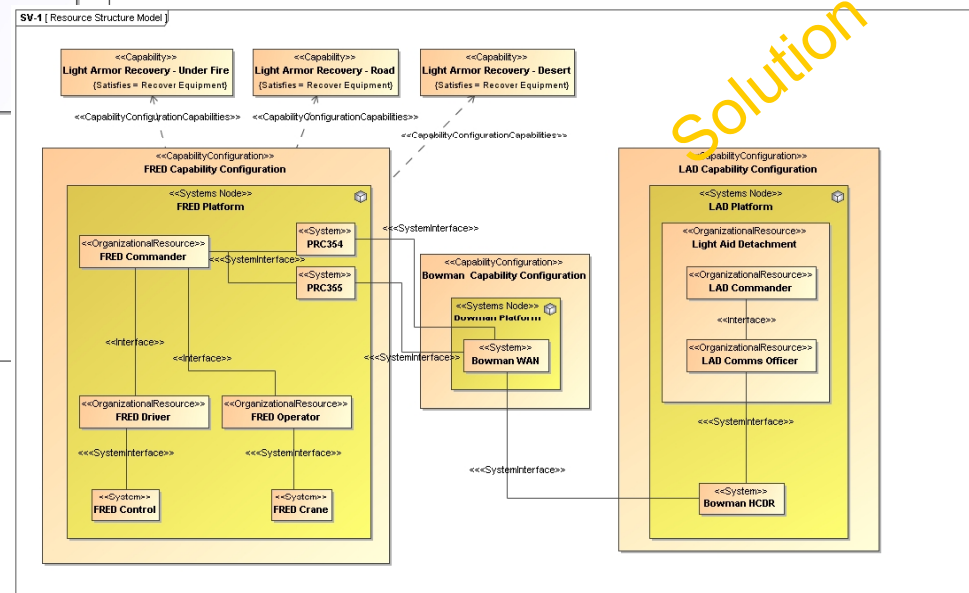 SV-1 [ Resource Structure Model ]
Solution
<<Capability>>
Light Armor Recovery - Under Fire
{Satisfies = Recover Equipment}
<<Capability>>
Light Armor Recovery - Road
{Satisfies = Recover Equipment}
<<Capability>>
Light Armor Recovery - Desert
{Satisfies = Recover Equipment}
<<CapabilityConfigurationCapabilities>>
<<CapabilityConfigurationCapabilities>>
<<CapabilityConfigurationCapabilities>>
<<CapabilityConfiguration>>
FRED Capability Configuration
<<Systems Node>>
FRED Platform
<<OrganizationalResource>>
FRED Commander
<<System>>
PRC354
<<System>>
PRC355
<<SystemInterface>>
<<<SystemInterface>>
<<Interface>>
<<Interface>>
<<<SystemInterface>>
<<OrganizationalResource>>
FRED Driver
<<OrganizationalResource>>
FRED Operator
<<<SystemInterface>>
<<<SystemInterface>>
<<System>>
FRED Control
<<System>>
FRED Crane
<<CapabilityConfiguration>>
Bowman Capability Configuration
<<Systems Node>>
Bowman Platform
<<System>>
Bowman WAN
<<<SystemInterface>>
<<CapabilityConfiguration>>
LAD Capability Configuration
<<Systems Node>>
LAD Platform
<<OrganizationalResource>>
Light Aid Detachment
<<OrganizationalResource>>
LAD Commander
<<Interface>>
<<OrganizationalResource>>
LAD Comms Officer
<<<SystemInterface>>
<<System>>
Bowman HCDR